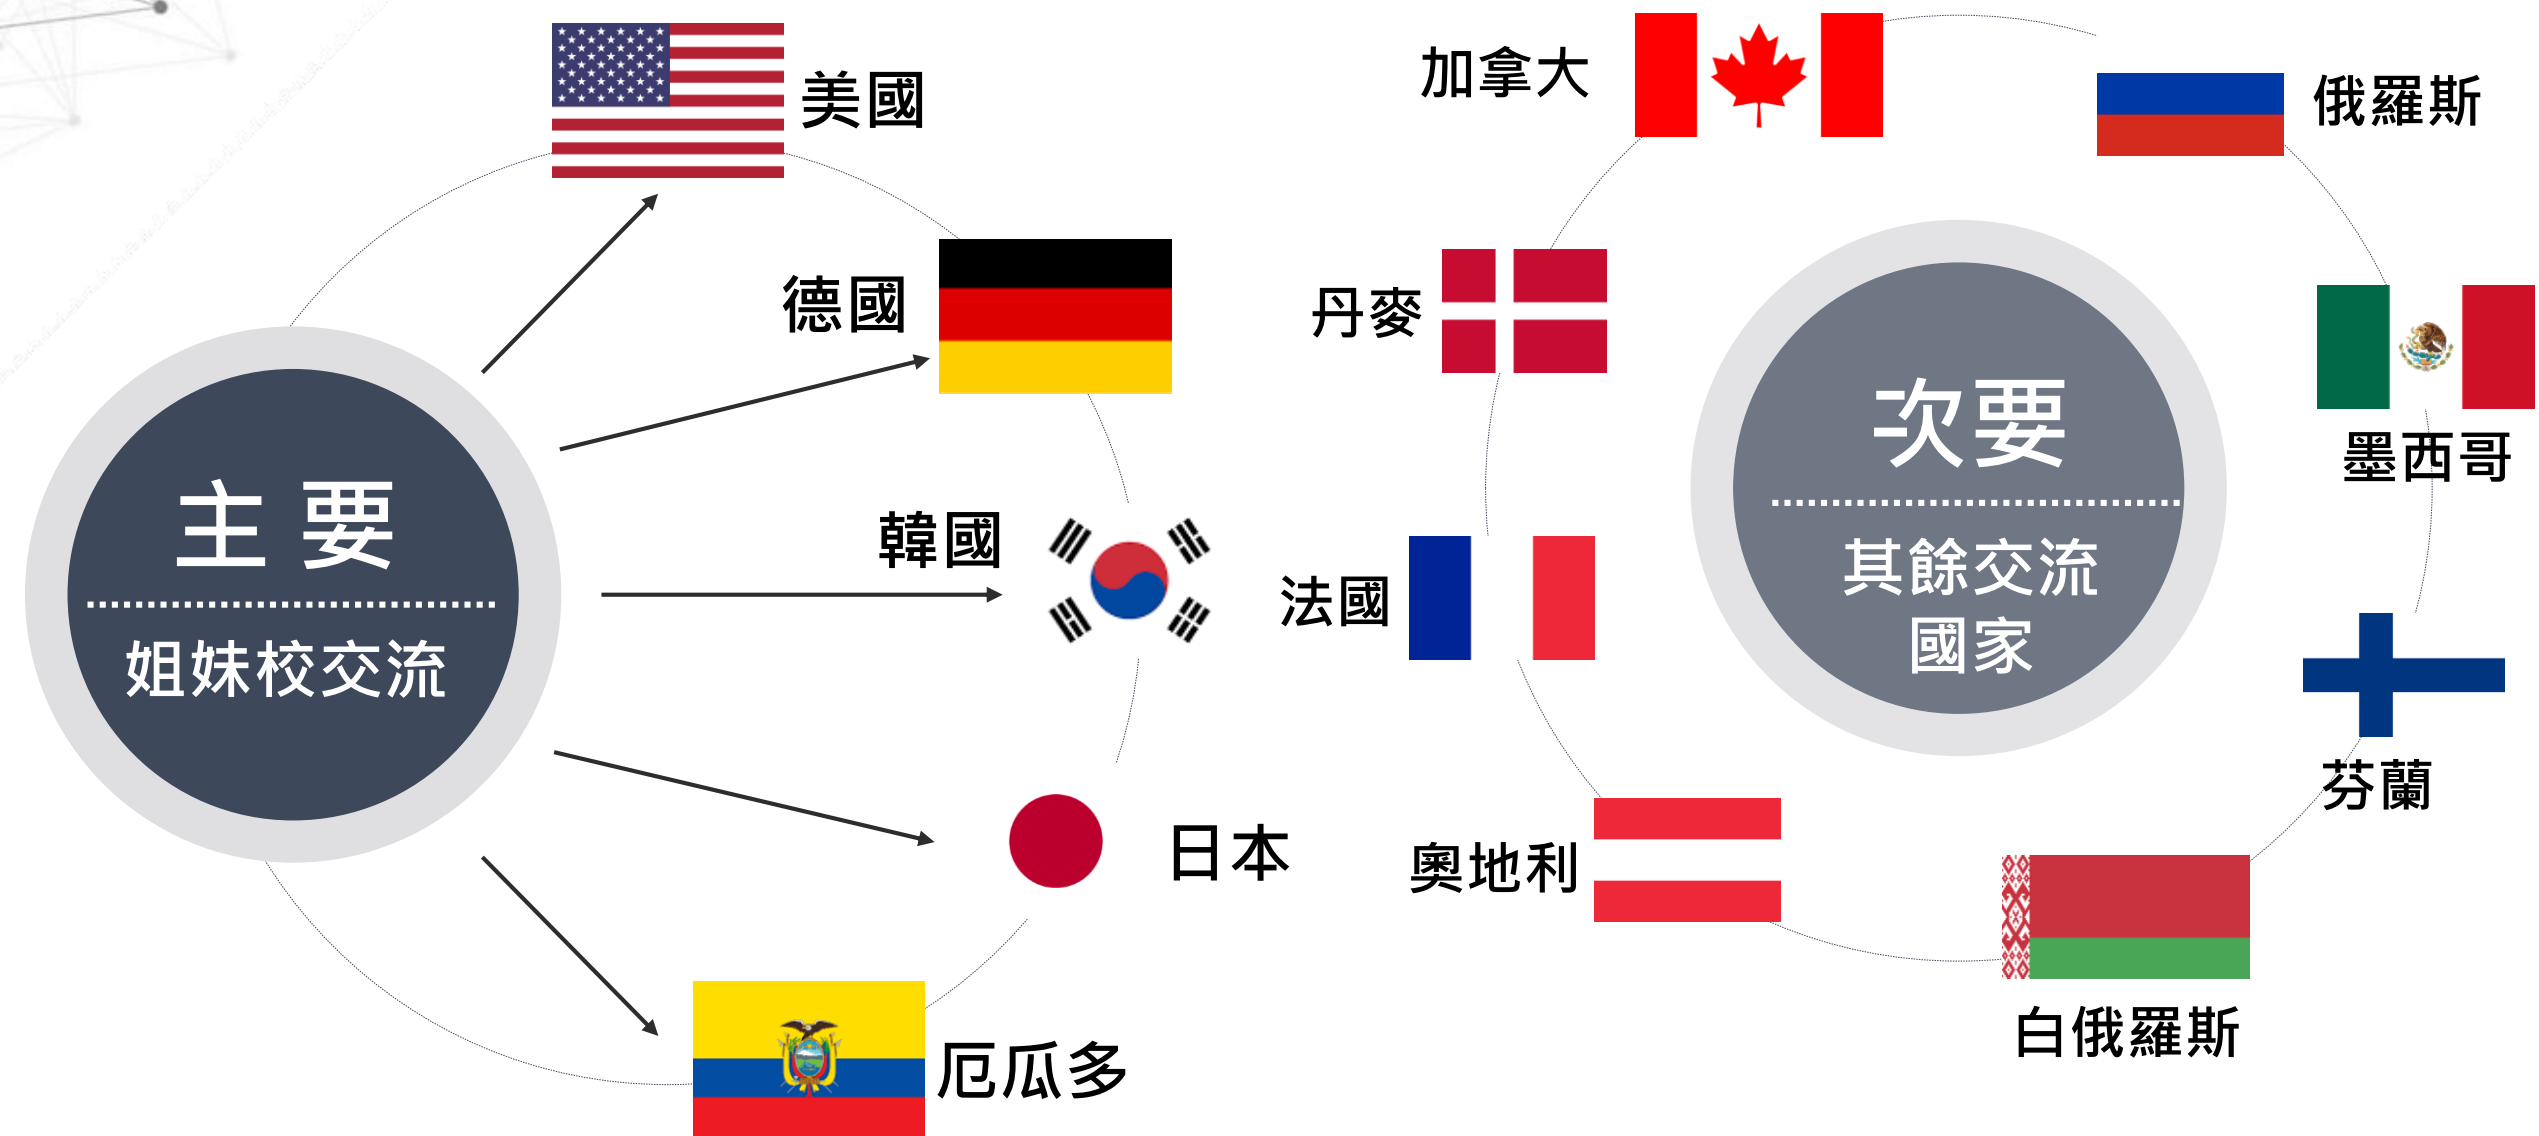 美國
德國
韓國
日本
厄瓜多
主要
姐妹校交流
加拿大
俄羅斯
丹麥
墨西哥
法國
芬蘭
奧地利
白俄羅斯
次要
其餘交流
國家